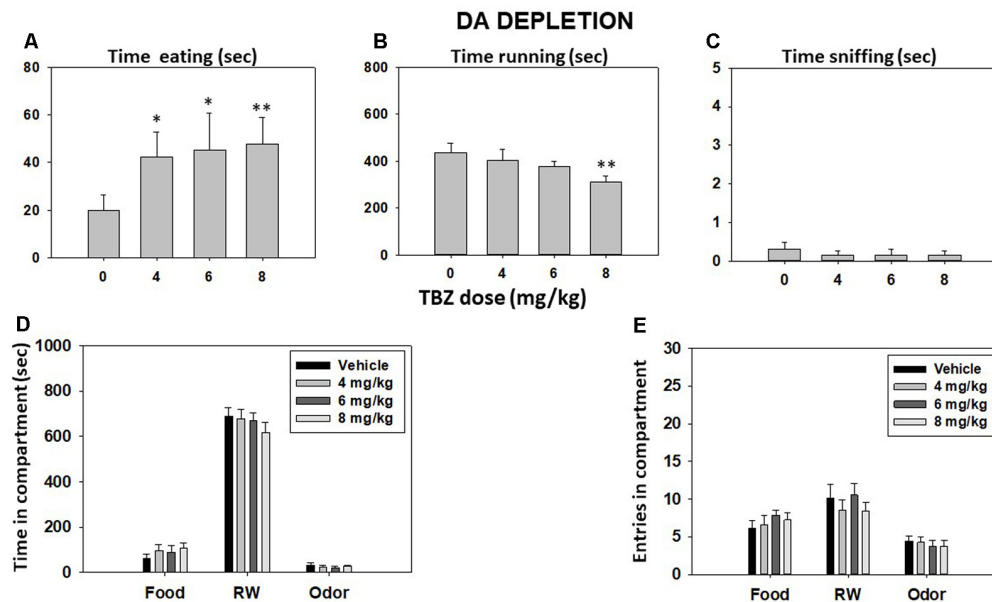 DA DEPLETION
A
Time eating (sec)
80
60
40
20
0
*
*
**
0 4 6 8
B
Time running (sec)
800
600
400
200
0
**
0 4 6 8
C
Time sniffing (sec)
5
4
3
2
1
0
0 4 6 8
TBZ dose (mg/kg)
D
Time in compartment (sec)
1000
800
600
400
200
0
Vehicle
4 mg/kg
6 mg/kg
8 mg/kg
Food RW Odor
E
Entries in compartment
30
25
20
15
10
5
0
Vehicle
4 mg/kg
6 mg/kg
8 mg/kg
Food RW Odor